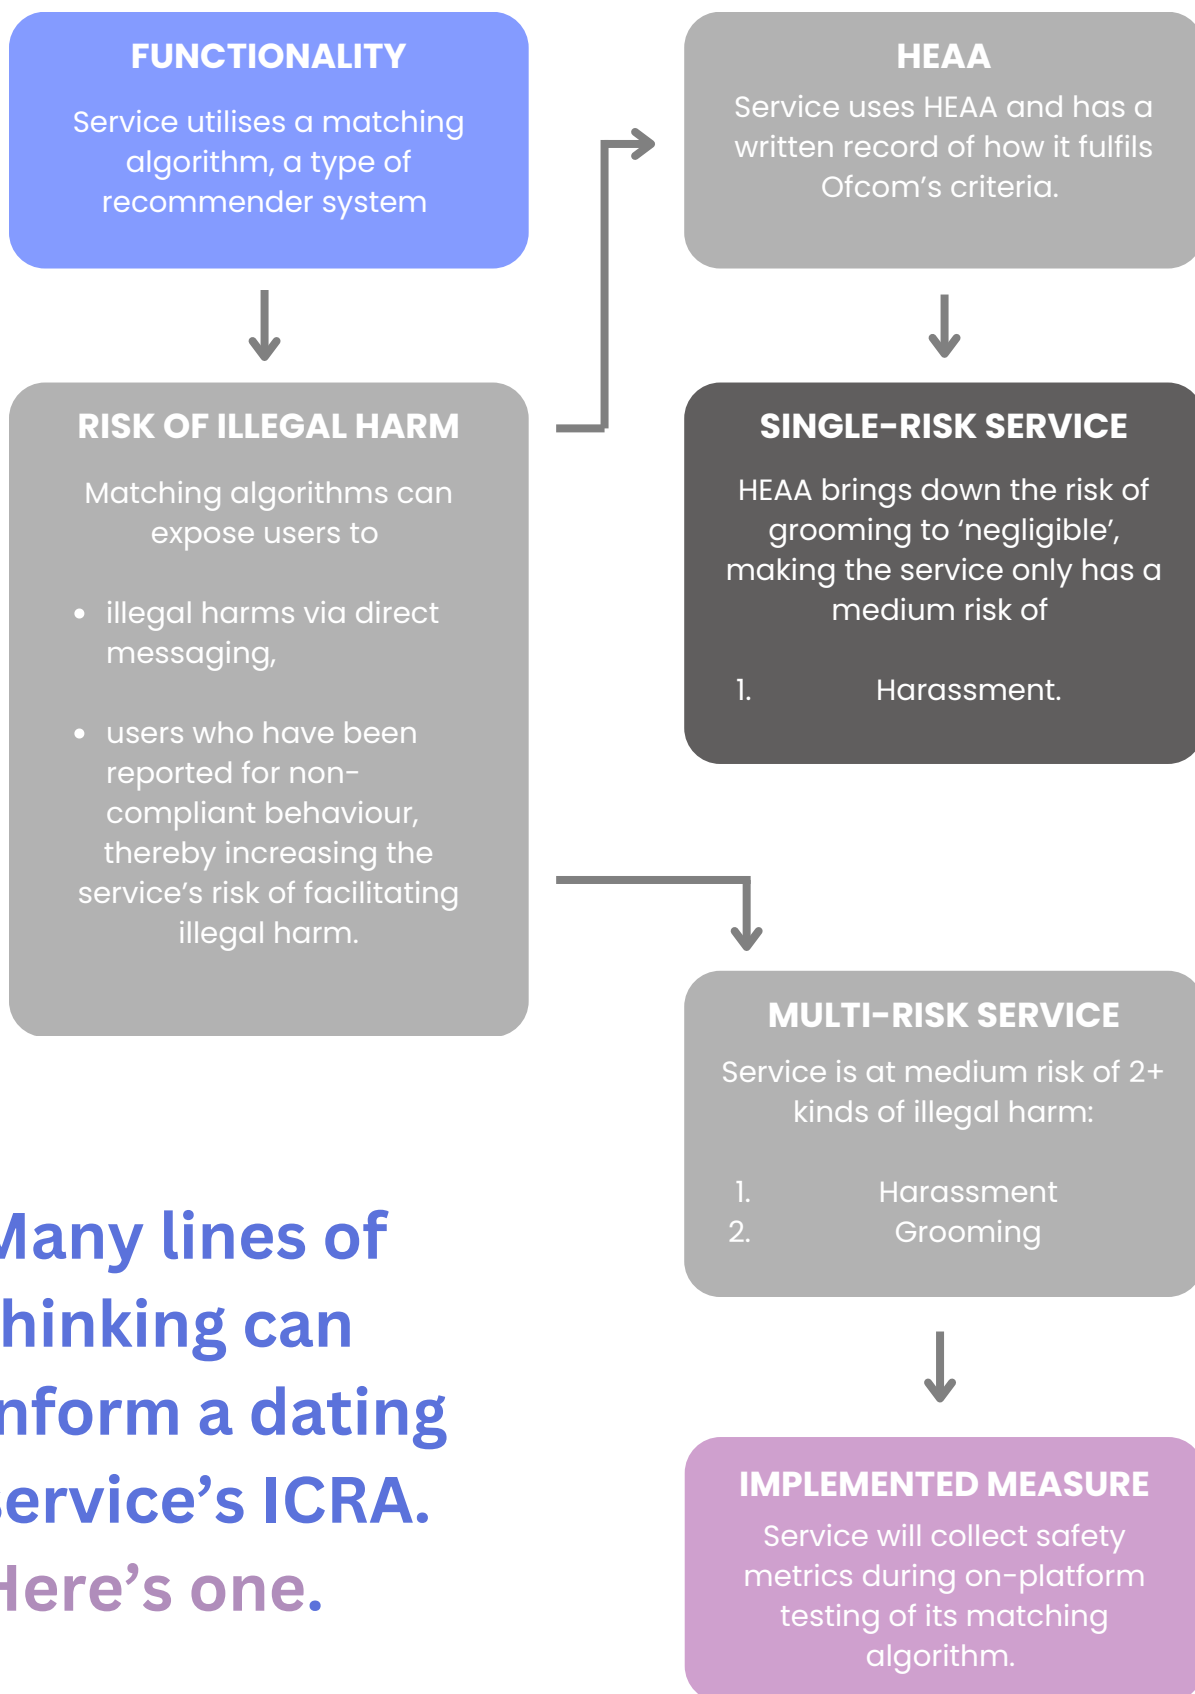 FUNCTIONALITY
Service utilises a matching
algorithm, a type of
recommender system
RISK OF ILLEGAL HARM
Matching algorithms can
expose users to
• illegal harms via direct
messaging,
• users who have been
reported for non-
compliant behaviour,
thereby increasing the
service's risk of facilitating
illegal harm.
HEAA
Service uses HEAA and has a
written record of how it fulfils
Ofcom's criteria.
SINGLE-RISK SERVICE
HEAA brings down the risk of
grooming to ‘negligible’,
making the service only has a
medium risk of
1. Harassment.
MULTI-RISK SERVICE
Service is at medium risk of 2+
kinds of illegal harm:
1. Harassment
2. Grooming
IMPLEMENTED MEASURE
Service will collect safety
metrics during on-platform
testing of its matching
algorithm.
Many lines of
thinking can
inform a dating
service's ICRA.
Here's one.